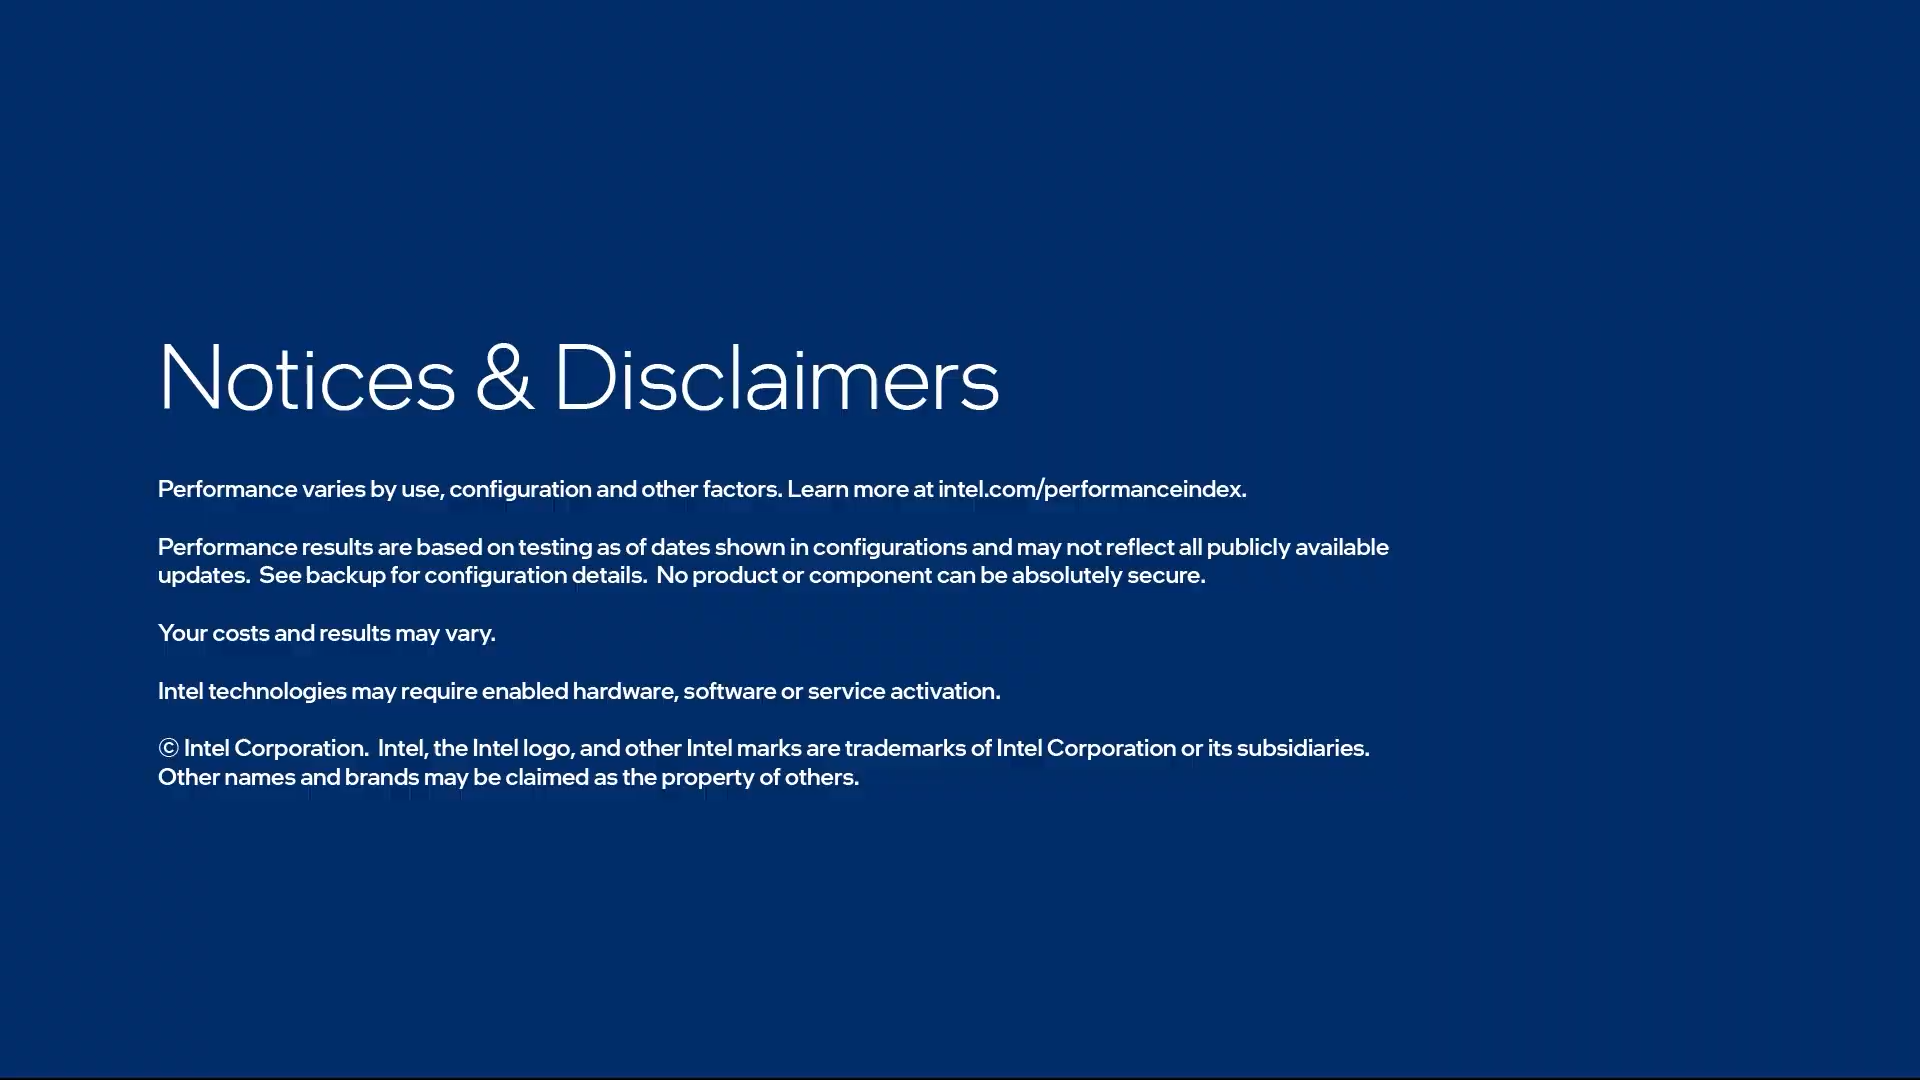 Notices & Disclaimers
Performance varies by use, configuration and other factors. Learn more at intel.com/performanceindex.
Performance results are based on testing as of dates shown in configurations and may not reflect all publicly available
updates.  See backup for configuration details.  No product or component can be absolutely secure.
Your costs and results may vary.
Intel technologies may require enabled hardware, software or service activation.
© Intel Corporation.  Intel, the Intel logo, and other Intel marks are trademarks of Intel Corporation or its subsidiaries.
Other names and brands may be claimed as the property of others.